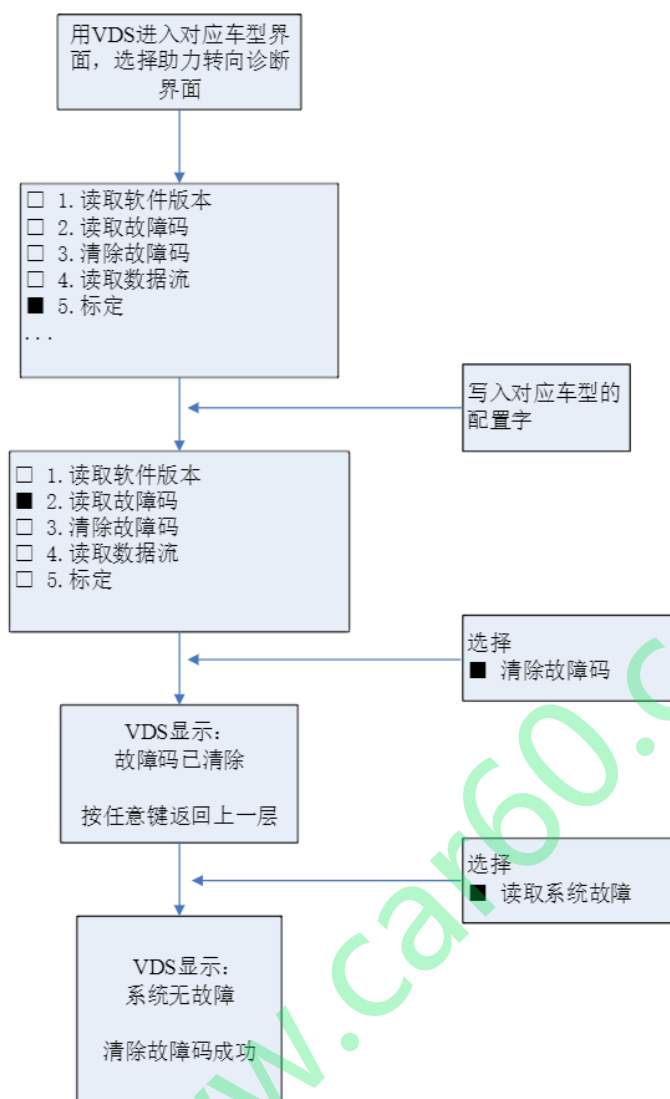 用VDS进入对应车型界
面，选择助力转向诊断
界面
□ 1.读取软件版本
□ 2.读取故障码
□ 3.清除故障码
□ 4.读取数据流
■ 5.标定
...
写入对应车型的
配置字
□ 1.读取软件版本
■ 2.读取故障码
□ 3.清除故障码
□ 4.读取数据流
□ 5.标定
选择
■ 清除故障码
VDS显示：
故障码已清除
按任意键返回上一层
选择
■ 读取系统故障
VDS显示：
系统无故障
清除故障码成功
www.car60.c